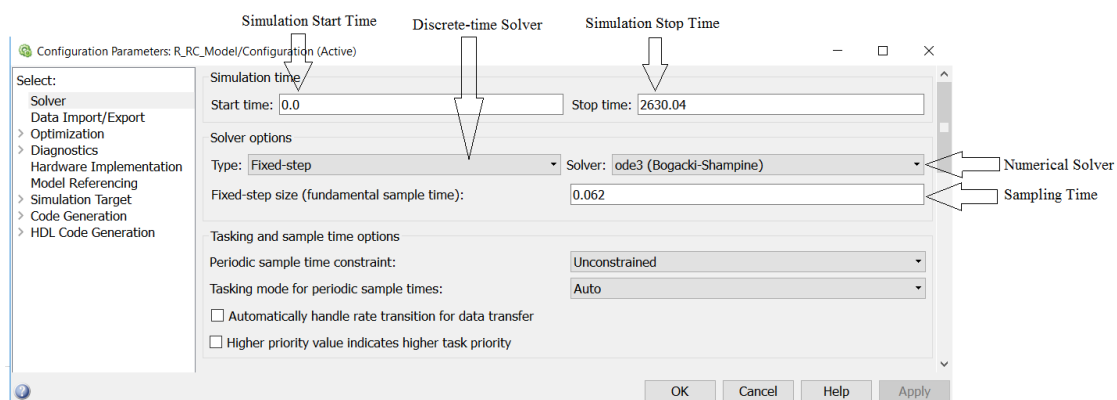 Simulation Start Time
Discrete-time Solver
Simulation Stop Time
Configuration Parameters: R_RC_Model/Configuration (Active)
Select:
Solver
Data Import/Export
Optimization
Diagnostics
Hardware Implementation
Model Referencing
Simulation Target
Code Generation
HDL Code Generation
Simulation time
Start time: 0.0 Stop time: 2630.04
Solver options
Type: Fixed-step Solver: ode3 (Bogacki-Shampine)
Numerical Solver
Fixed-step size (fundamental sample time): 0.062
Sampling Time
Tasking and sample time options
Periodic sample time constraint: Unconstrained
Tasking mode for periodic sample times: Auto
Automatically handle rate transition for data transfer
Higher priority value indicates higher task priority
OK Cancel Help Apply